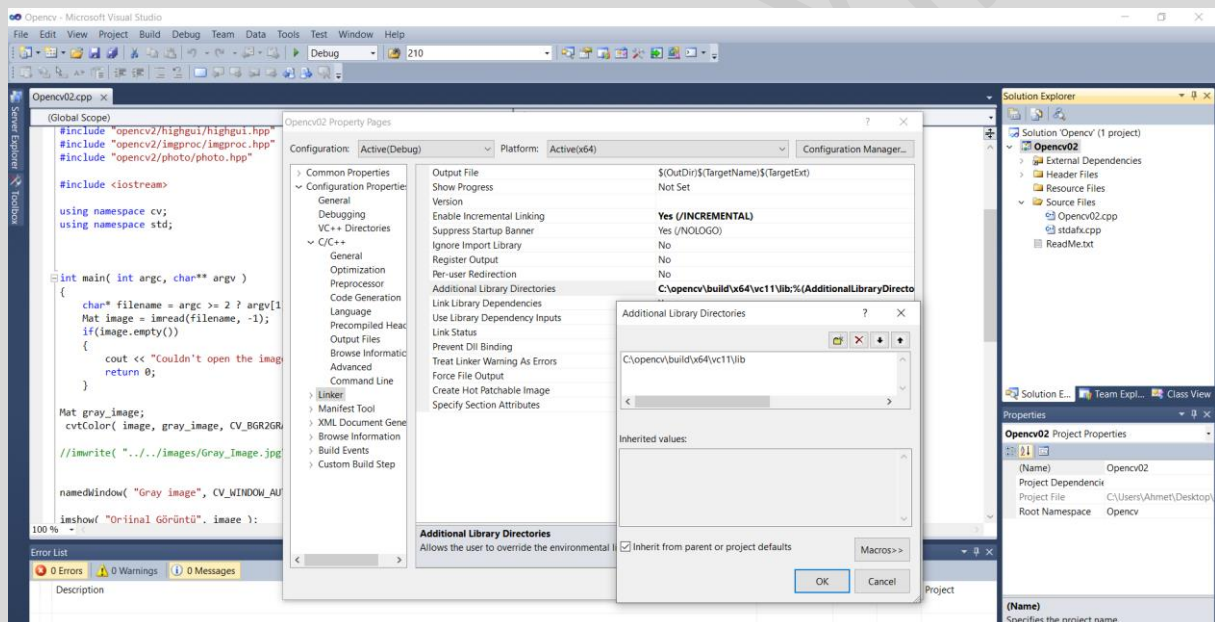 Opencv - Microsoft Visual Studio
File Edit View Project Build Debug Team Data Tools Test Window Help
Debug 210
Opencv02.cpp
(Global Scope)
#include "opencv2/highgui/highgui.hpp"
#include "opencv2/imgproc/imgproc.hpp"
#include "opencv2/photo/photo.hpp"
#include <iostream>
using namespace cv;
using namespace std;
int main( int argc, char** argv )
{
char* filename = argc >= 2 ? argv[1
Mat image = imread(filename, -1);
if(image.empty())
{
cout << "Couldn't open the imag
return 0;
}
Mat gray_image;
cvtColor( image, gray_image, CV_BGR2GR
//imwrite( "../../images/Gray_Image.jpg
namedWindow( "Gray image", CV_WINDOW_AU
imshow( "Orjinal Görüntü", image );
100 %
Server Explorer
Toolbox
Opencv02 Property Pages
Configuration: Active(Debug) Platform: Active(x64) Configuration Manager...
Common Properties
Configuration Propertie
General
Debugging
VC++ Directories
C/C++
General
Optimization
Preprocessor
Code Generation
Language
Precompiled Head
Output Files
Browse Informatic
Advanced
Command Line
Linker
Manifest Tool
XML Document Gene
Browse Information
Build Events
Custom Build Step
Output File $(OutDir)$(TargetName)$(TargetExt)
Show Progress Not Set
Version
Enable Incremental Linking Yes (/INCREMENTAL)
Suppress Startup Banner Yes (/NOLOGO)
Ignore Import Library No
Register Output No
Per-user Redirection No
Additional Library Directories C:\opencv\build\x64\vc11\lib;%(AdditionalLibraryDirecto
Link Library Dependencies
Use Library Dependency Inputs
Link Status
Prevent Dll Binding
Treat Linker Warning As Errors
Force File Output
Create Hot Patchable Image
Specify Section Attributes
Additional Library Directories
Allows the user to override the environmental l
Additional Library Directories
C:\opencv\build\x64\vc11\lib
Inherited values:
Inherit from parent or project defaults
Macros>>
OK Cancel
Solution Explorer
Solution 'Opencv' (1 project)
Opencv02
External Dependencies
Header Files
Resource Files
Source Files
Opencv02.cpp
stdafx.cpp
ReadMe.txt
Solution E... Team Expl... Class View
Properties
Opencv02 Project Properties
(Name) Opencv02
Project Dependencie
Project File C:\Users\Ahmet\Desktop\
Root Namespace Opencv
(Name)
Specifies the project name.
Error List
0 Errors 0 Warnings 0 Messages
Description Project